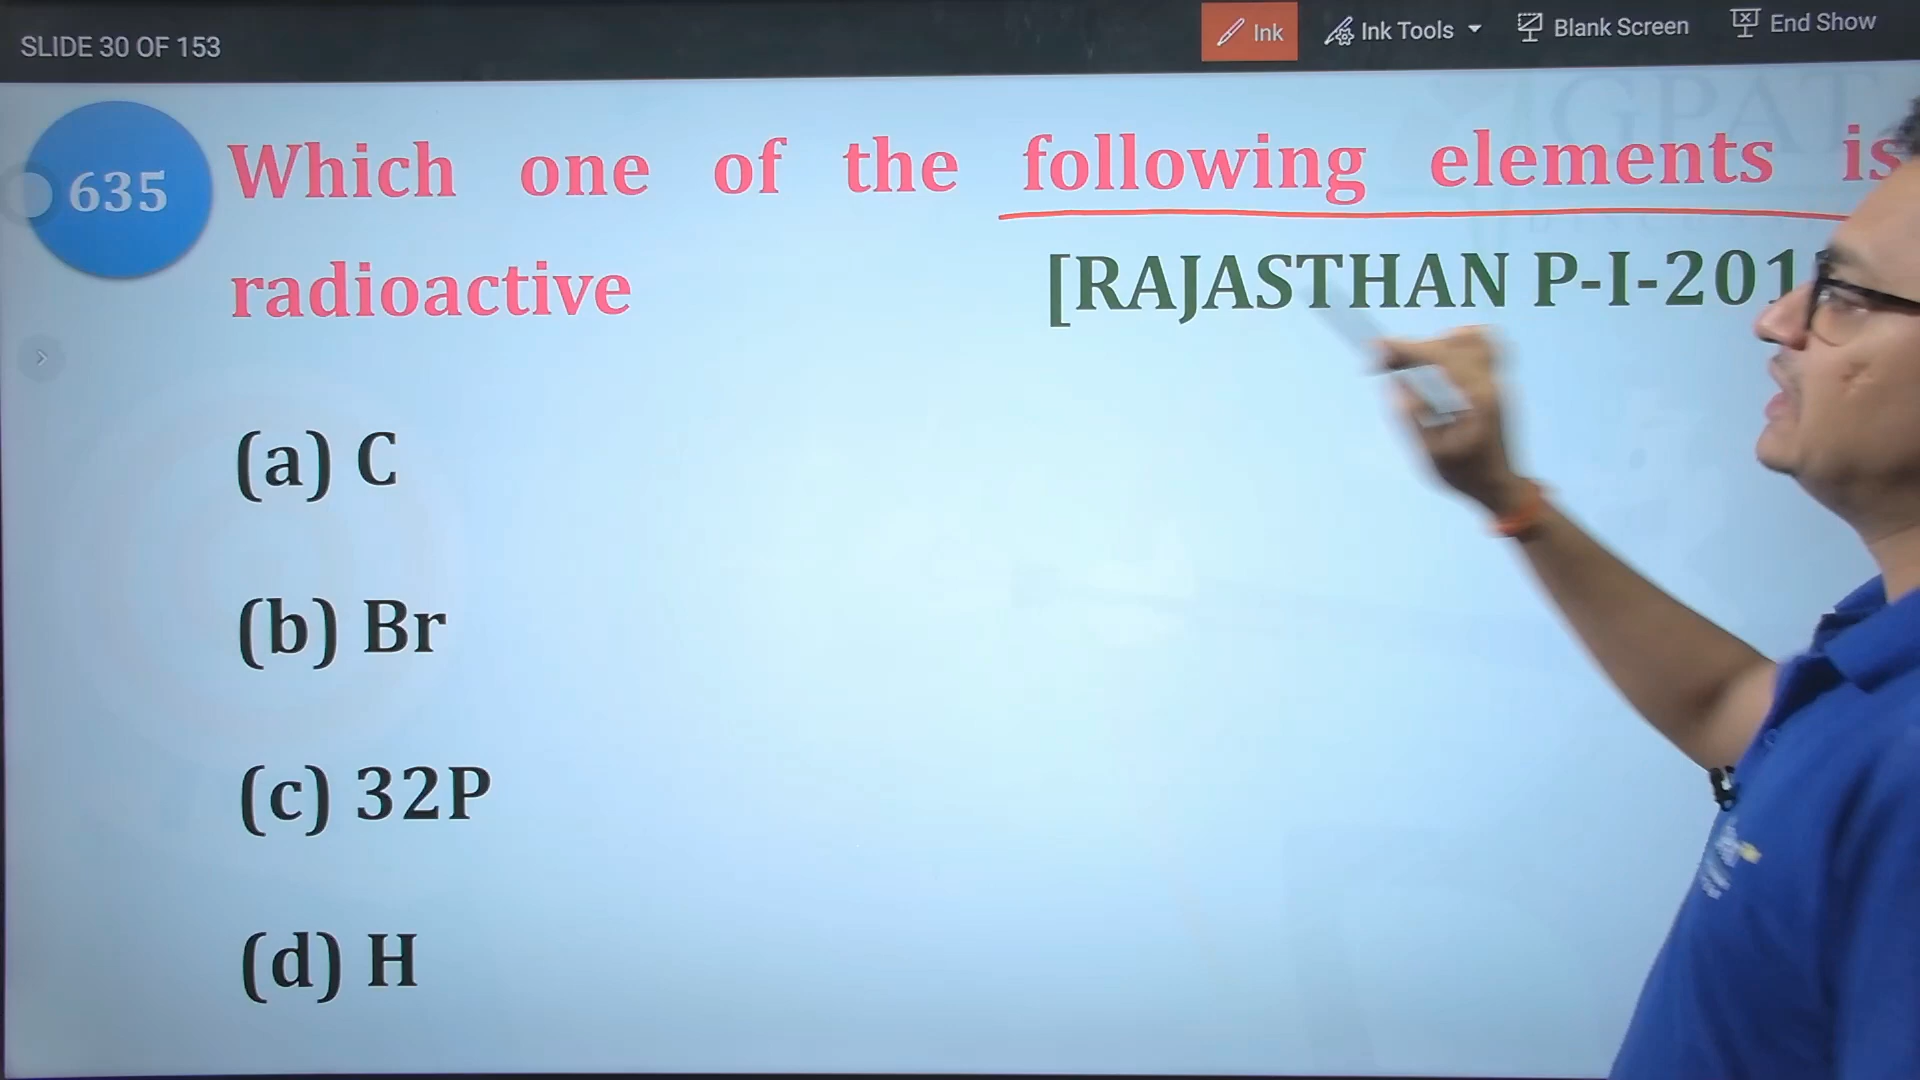 SLIDE 30 OF 153
Ink
Ink Tools
Blank Screen
End Show
GPAT
635
Which one of the following elements is
radioactive [RAJASTHAN P-I-201
(a) C
(b) Br
(c) 32P
(d) H